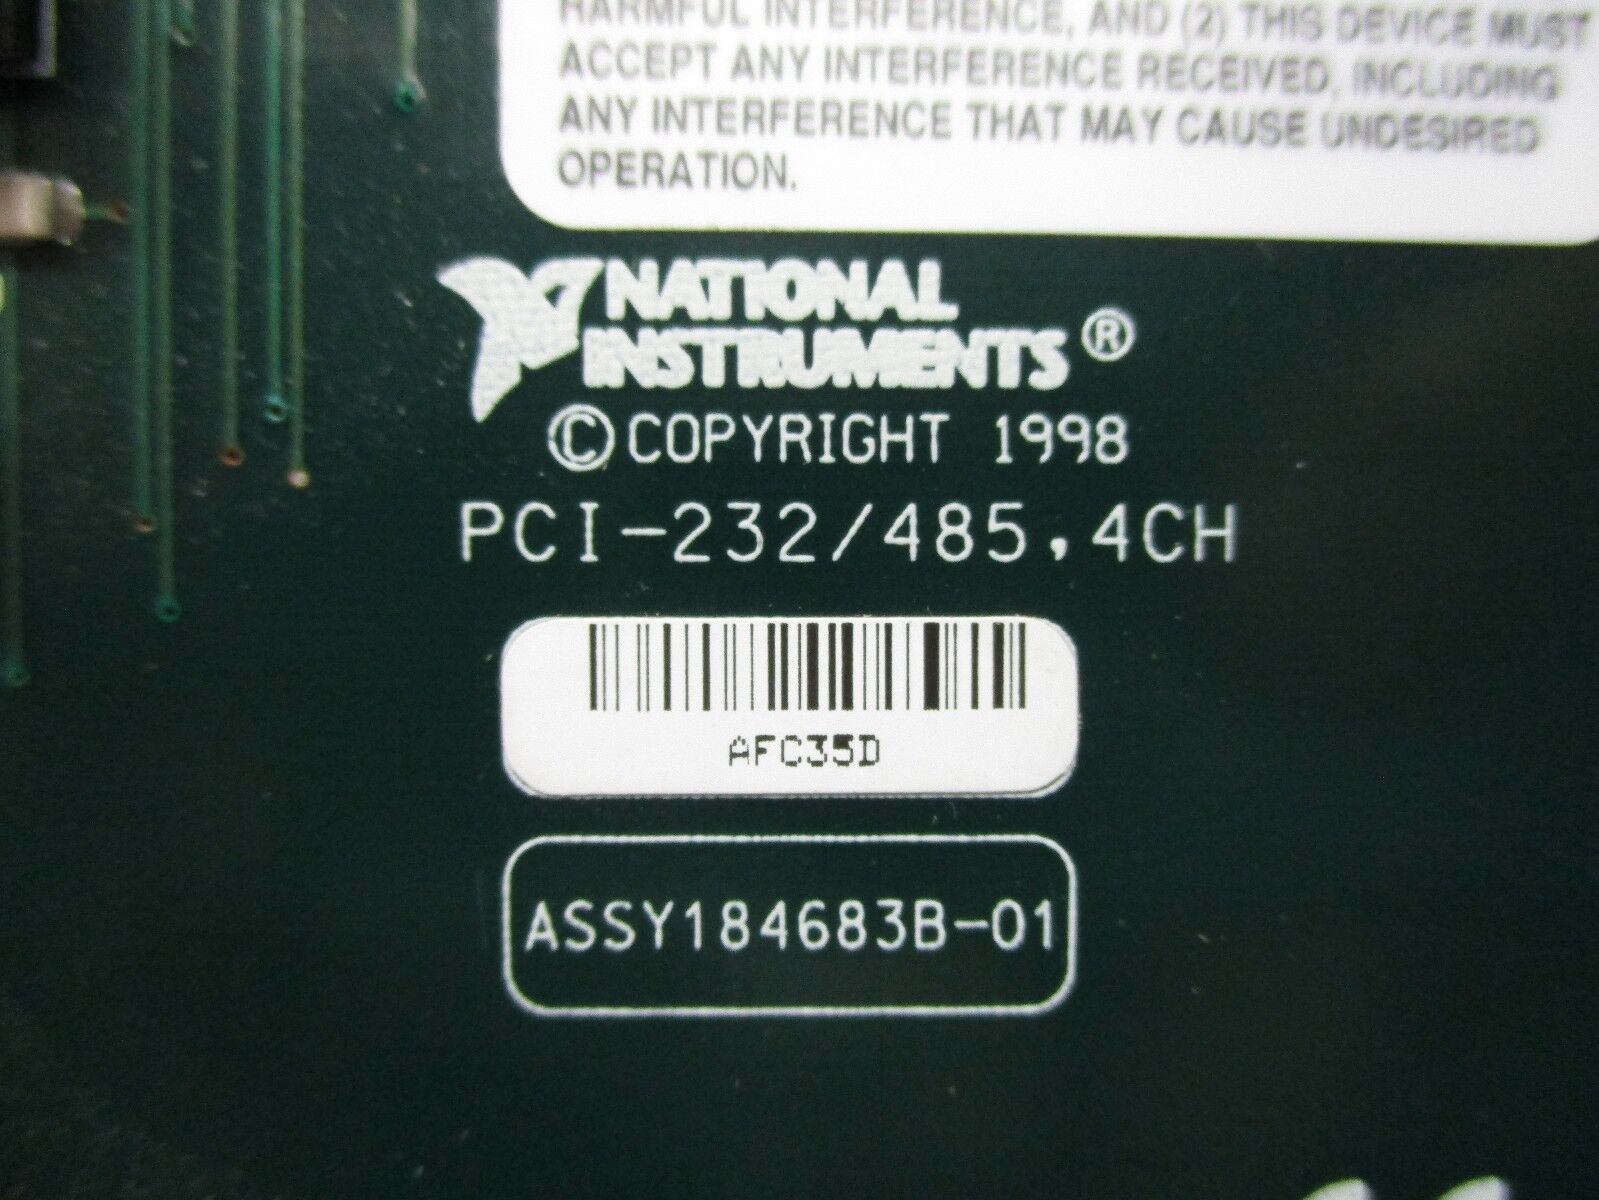 HARMFUL INTERFERENCE, AND (2) THIS DEVICE MUST
ACCEPT ANY INTERFERENCE RECEIVED, INCLUDING
ANY INTERFERENCE THAT MAY CAUSE UNDESIRED
OPERATION.
NATIONAL
INSTRUMENTS®
© COPYRIGHT 1998
PCI-232/485,4CH
AFC35D
ASSY184683B-01